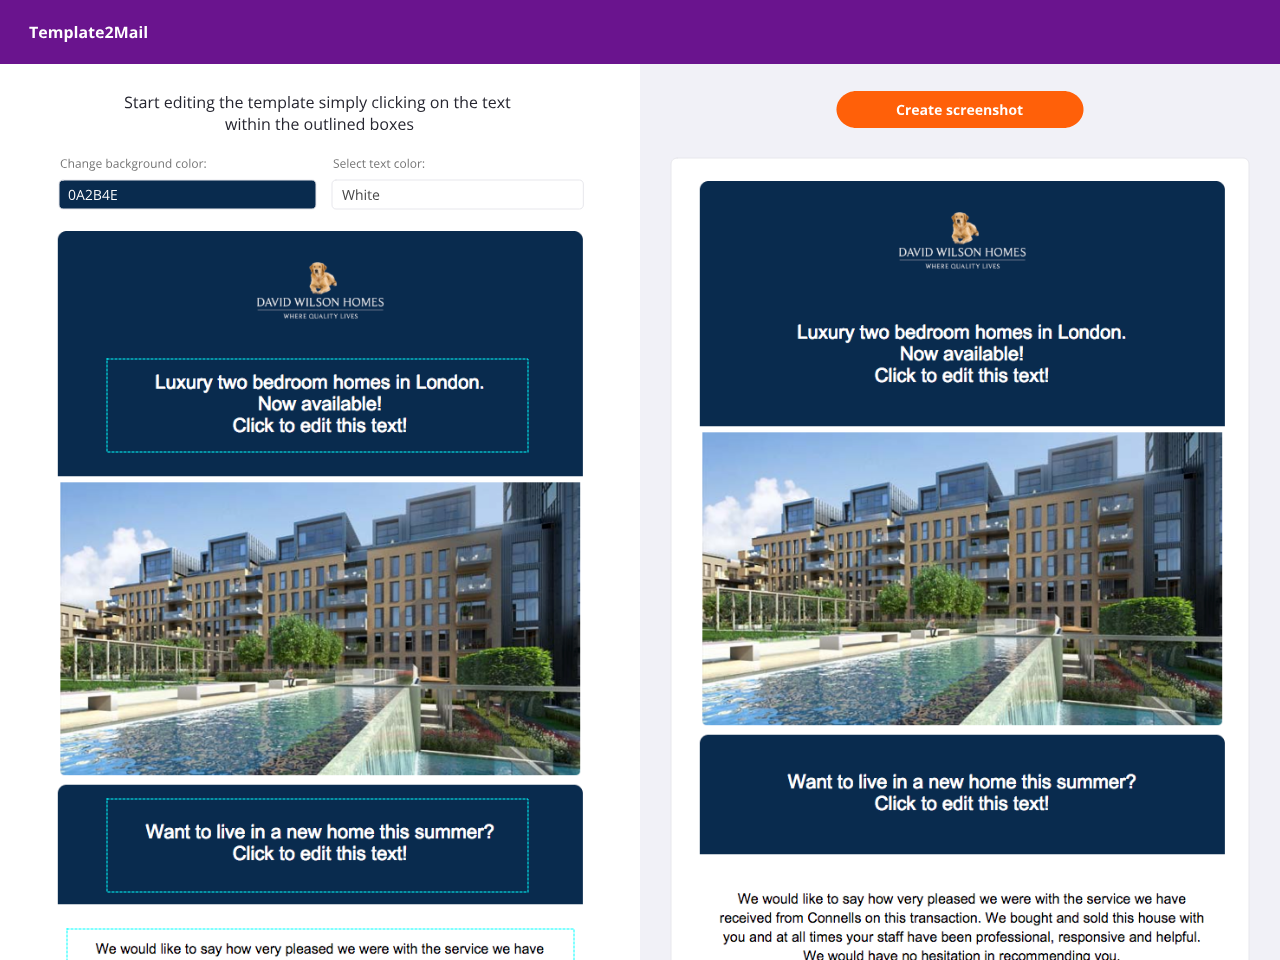 Template2Mail
Start editing the template simply clicking on the text
within the outlined boxes
Change background color:
Select text color:
0A2B4E
White
DAVID WILSON HOMES
WHERE QUALITY LIVES
Luxury two bedroom homes in London.
Now available!
Click to edit this text!
Want to live in a new home this summer?
Click to edit this text!
We would like to say how very pleased we were with the service we have
Create screenshot
DAVID WILSON HOMES
WHERE QUALITY LIVES
Luxury two bedroom homes in London.
Now available!
Click to edit this text!
Want to live in a new home this summer?
Click to edit this text!
We would like to say how very pleased we were with the service we have
received from Connells on this transaction. We bought and sold this house with
you and at all times your staff have been professional, responsive and helpful.
We would have no hesitation in recommending you.